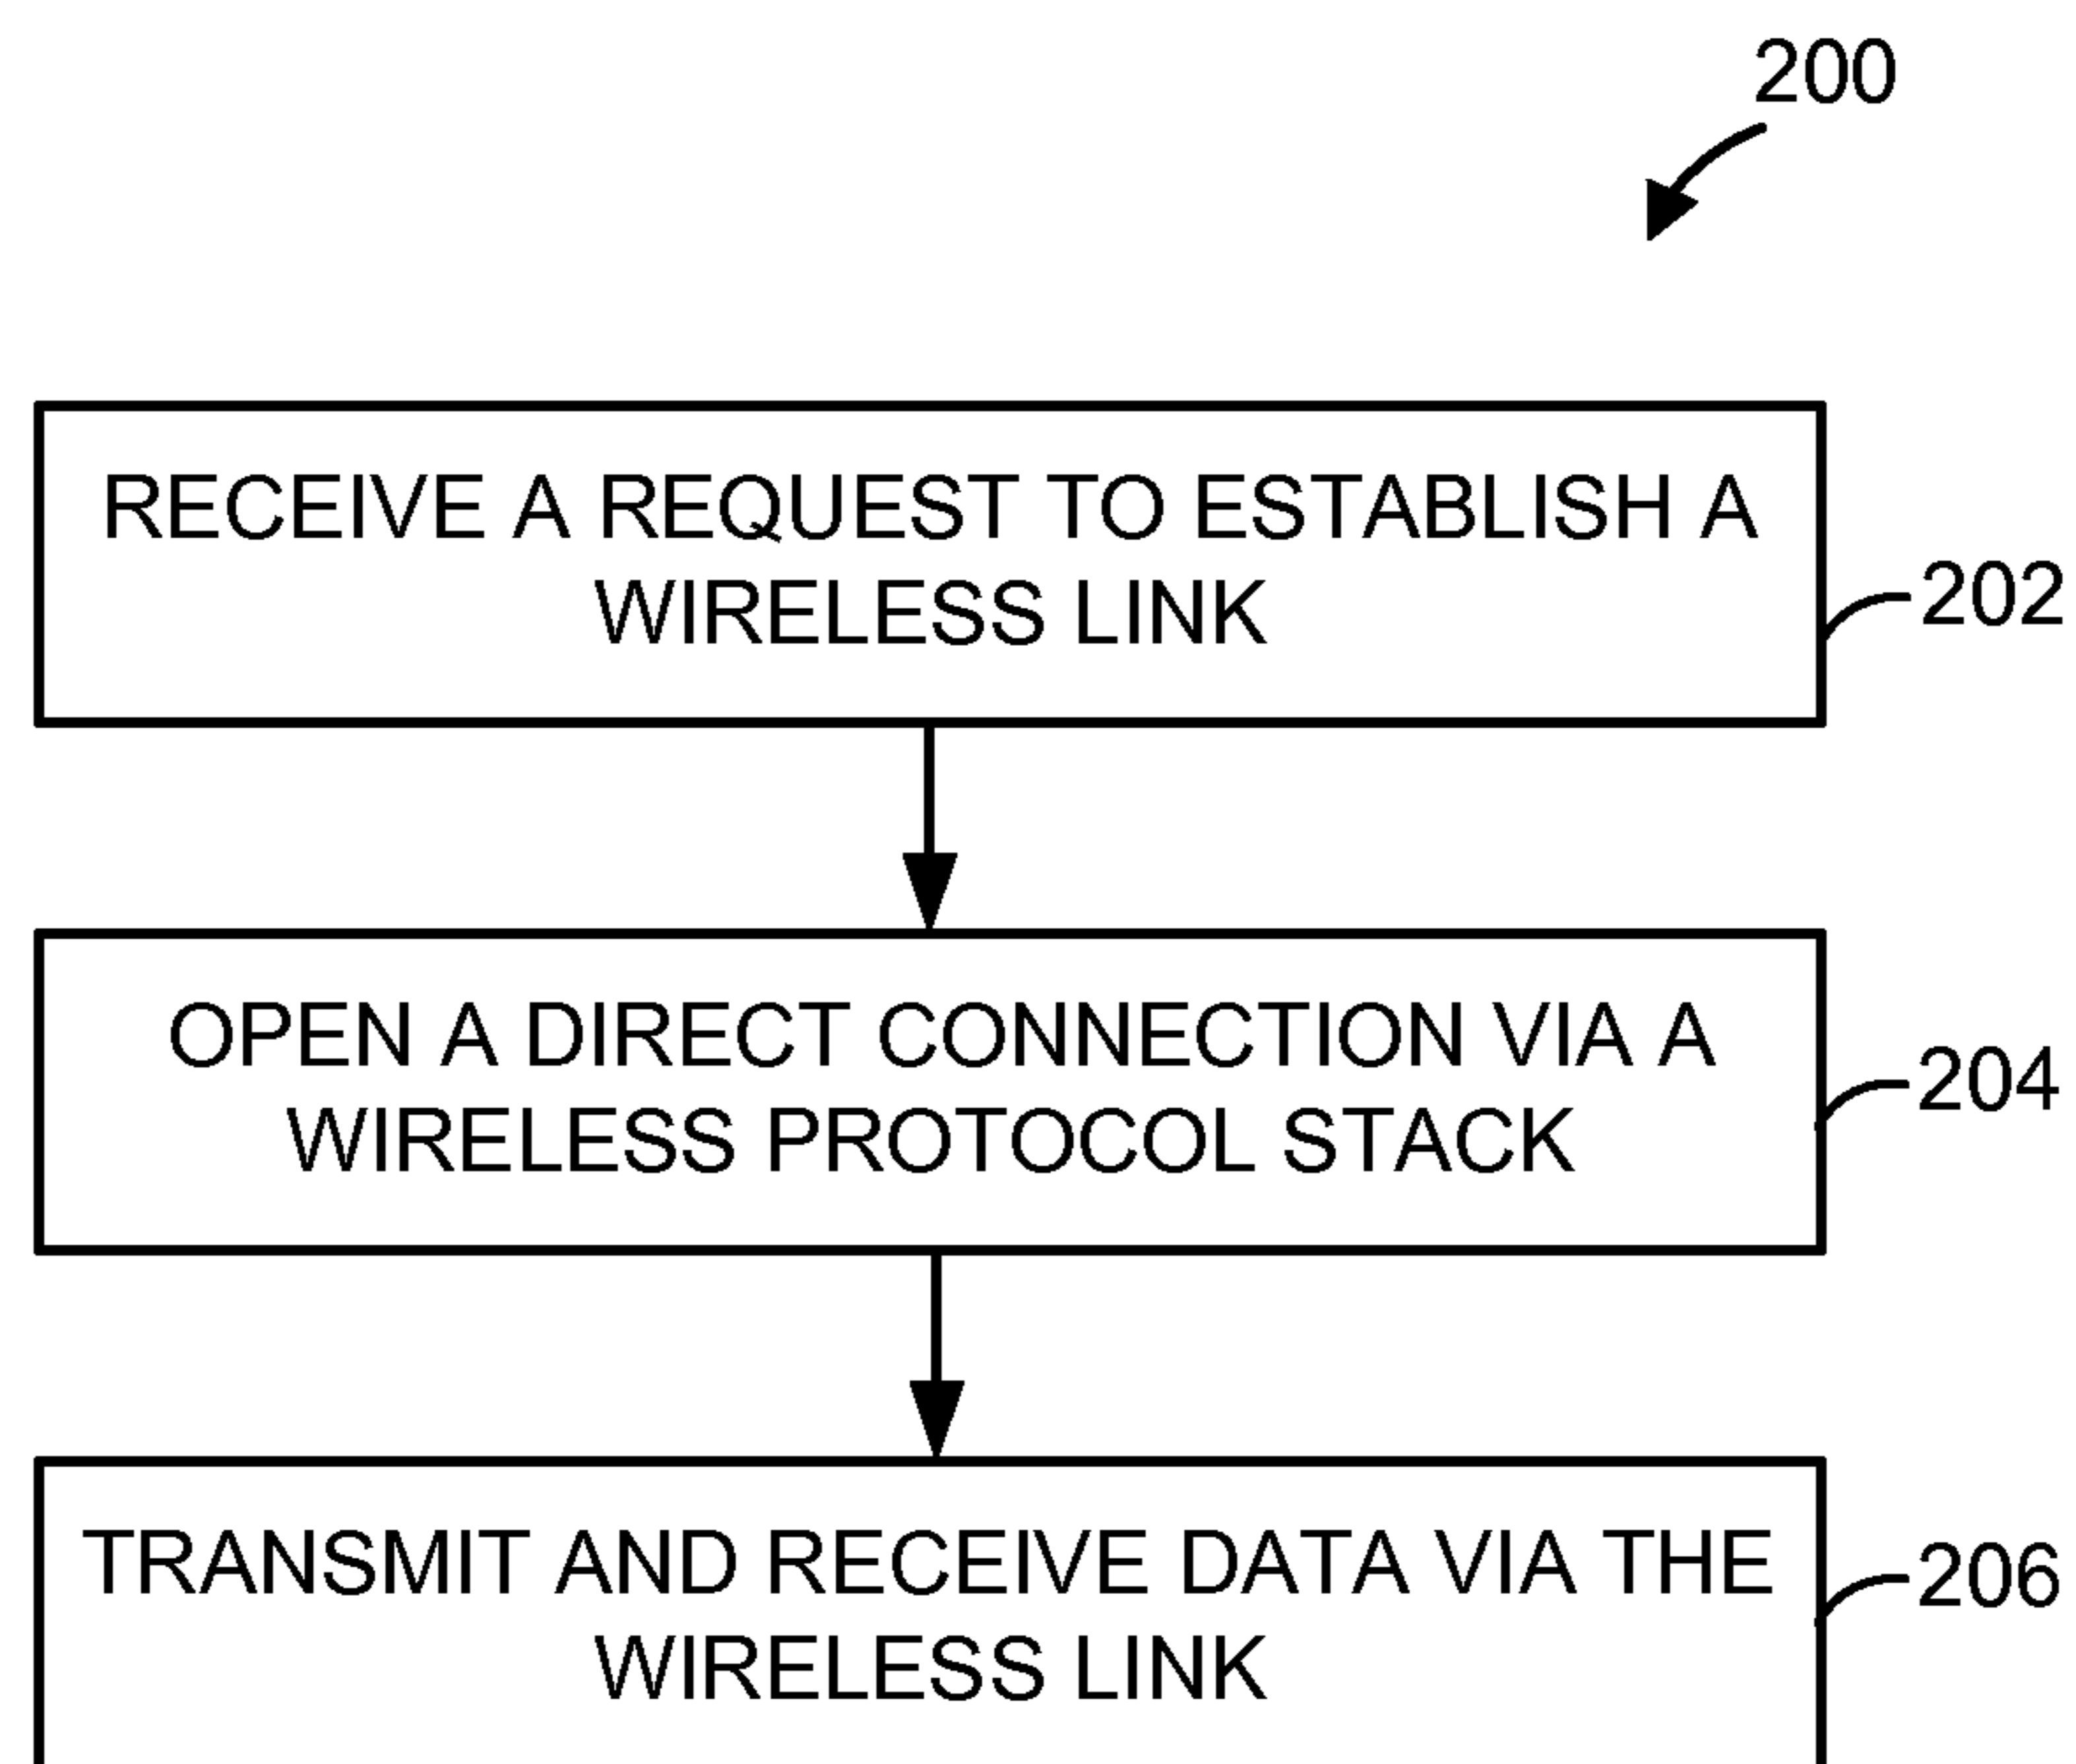 200
RECEIVE A REQUEST TO ESTABLISH A
WIRELESS LINK
202
OPEN A DIRECT CONNECTION VIA A
WIRELESS PROTOCOL STACK
204
TRANSMIT AND RECEIVE DATA VIA THE
WIRELESS LINK
206